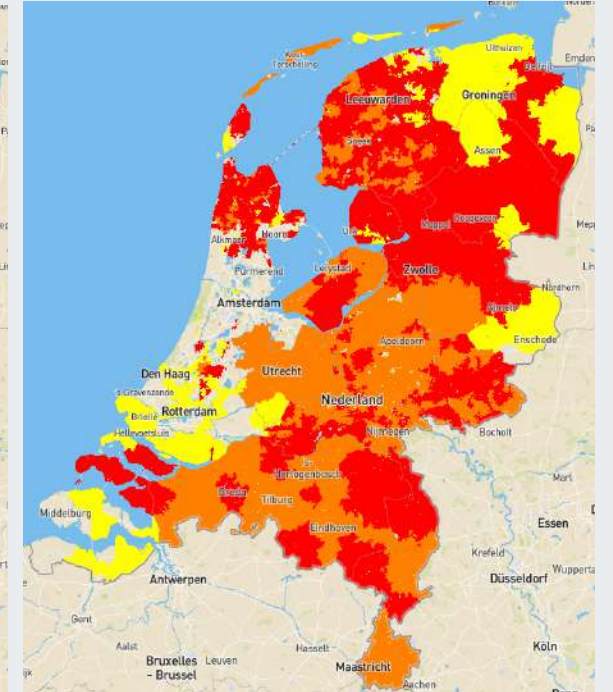 West-
Terschelling
Uithuizen
Delfzijl
Emden
Leeuwarden
Groningen
Sneek
Assen
Hoogeveen
Meppel
Mep
Alkmaar
Hoorn
Purmerend
Lelystad
Zwolle
Nordhorn
Amsterdam
Almelo
Apeldoorn
Enschede
Den Haag
's-Gravenzande
Utrecht
Rotterdam
Brielle
Nederland
Hellevoetsluis
Nijmegen
Bocholt
's-
Hertogenbosch
Breda
Tilburg
Middelburg
Eindhoven
Marl
Essen
Krefeld
Wuppertal
Antwerpen
Düsseldorf
Gent
Aalst
Hasselt
Bruxelles
- Brussel
Leuven
Maastricht
Köln
Aachen